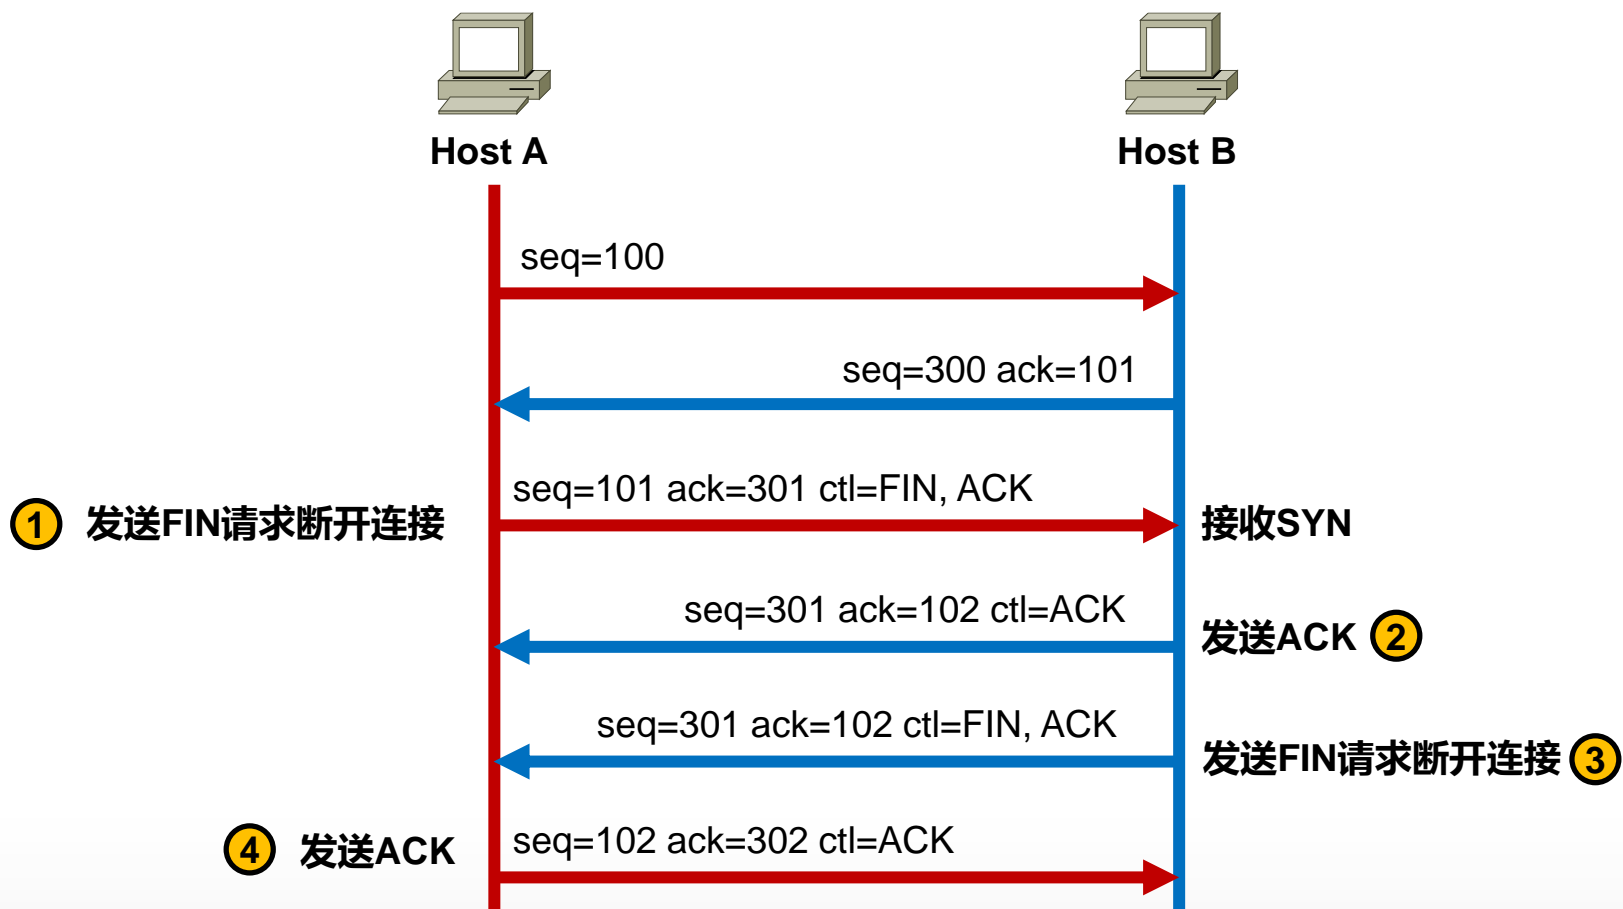 Host A
Host B
seq=100
seq=300 ack=101
seq=101 ack=301 ctl=FIN, ACK
1 发送FIN请求断开连接
接收SYN
seq=301 ack=102 ctl=ACK
发送ACK 2
seq=301 ack=102 ctl=FIN, ACK
发送FIN请求断开连接 3
seq=102 ack=302 ctl=ACK
4 发送ACK